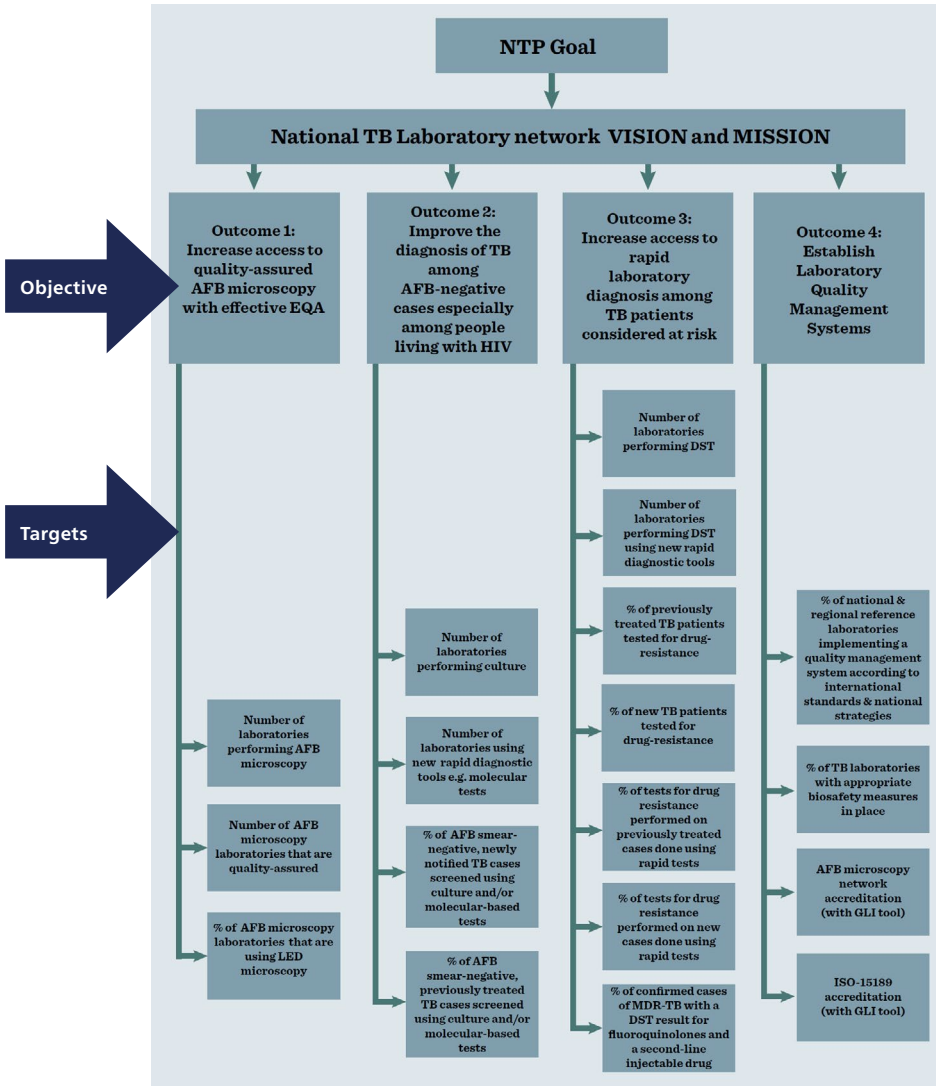 NTP Goal
National TB Laboratory network VISION and MISSION
Objective
Outcome 1:
Increase access to
quality-assured
AFB microscopy
with effective EQA
Outcome 2:
Improve the
diagnosis of TB
among
AFB-negative
cases especially
among people
living with HIV
Outcome 3:
Increase access to
rapid
laboratory
diagnosis among
TB patients
considered at risk
Outcome 4:
Establish
Laboratory
Quality
Management
Systems
Targets
Number of
laboratories
performing AFB
microscopy
Number of AFB
microscopy
laboratories that are
quality-assured
% of AFB microscopy
laboratories that are
using LED
microscopy
Number of
laboratories
performing culture
Number of
laboratories using
new rapid diagnostic
tools e.g. molecular
tests
% of AFB smear-
negative, newly
notified TB cases
screened using
culture and/or
molecular-based
tests
% of AFB
smear-negative,
previously treated
TB cases screened
using culture and/or
molecular-based
tests
Number of
laboratories
performing DST
Number of
laboratories
performing DST
using new rapid
diagnostic tools
% of previously
treated TB patients
tested for drug-
resistance
% of new TB patients
tested for
drug-resistance
% of tests for drug
resistance
performed on
previously treated
cases done using
rapid tests
% of tests for drug
resistance
performed on new
cases done using
rapid tests
% of confirmed cases
of MDR-TB with a
DST result for
fluoroquinolones and
a second-line
injectable drug
% of national &
regional reference
laboratories
implementing a
quality management
system according to
international
standards & national
strategies
% of TB laboratories
with appropriate
biosafety measures
in place
AFB microscopy
network
accreditation
(with GLI tool)
ISO-15189
accreditation
(with GLI tool)